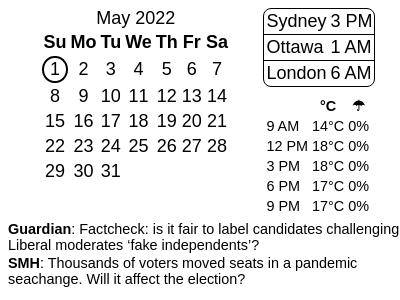 May 2022
Su Mo Tu We Th Fr Sa
1 2 3 4 5 6 7
8 9 10 11 12 13 14
15 16 17 18 19 20 21
22 23 24 25 26 27 28
29 30 31
Sydney 3 PM
Ottawa 1 AM
London 6 AM
°C ☂
9 AM 14°C 0%
12 PM 18°C 0%
3 PM 18°C 0%
6 PM 17°C 0%
9 PM 17°C 0%
Guardian: Factcheck: is it fair to label candidates challenging
Liberal moderates ‘fake independents’?
SMH: Thousands of voters moved seats in a pandemic
seachange. Will it affect the election?